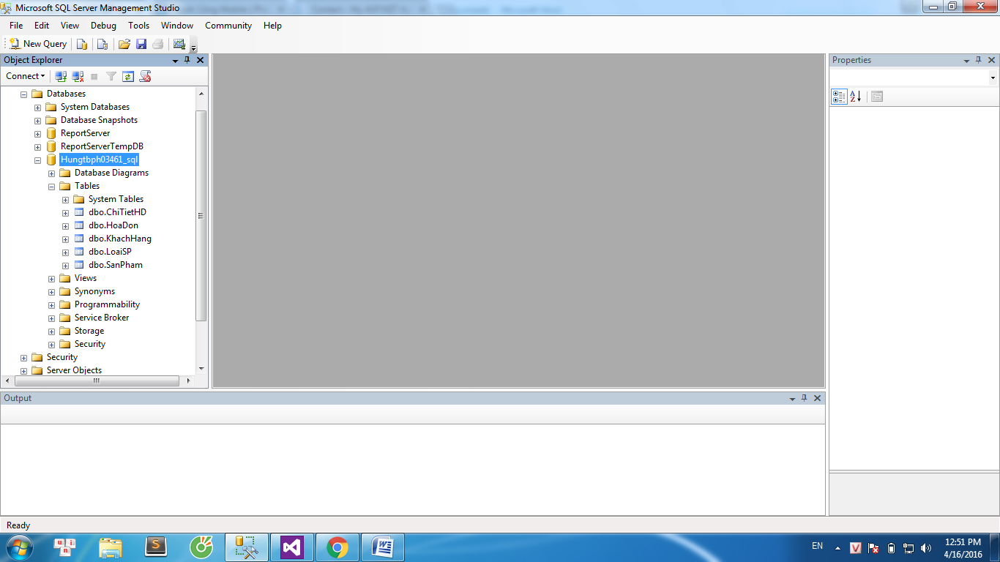 Microsoft SQL Server Management Studio
File Edit View Debug Tools Window Community Help
New Query
Object Explorer
Connect
Databases
System Databases
Database Snapshots
ReportServer
ReportServerTempDB
Hungtbph03461_sql
Database Diagrams
Tables
System Tables
dbo.ChiTietHD
dbo.HoaDon
dbo.KhachHang
dbo.LoaiSP
dbo.SanPham
Views
Synonyms
Programmability
Service Broker
Storage
Security
Security
Server Objects
Properties
Output
Ready
EN
12:51 PM
4/16/2016